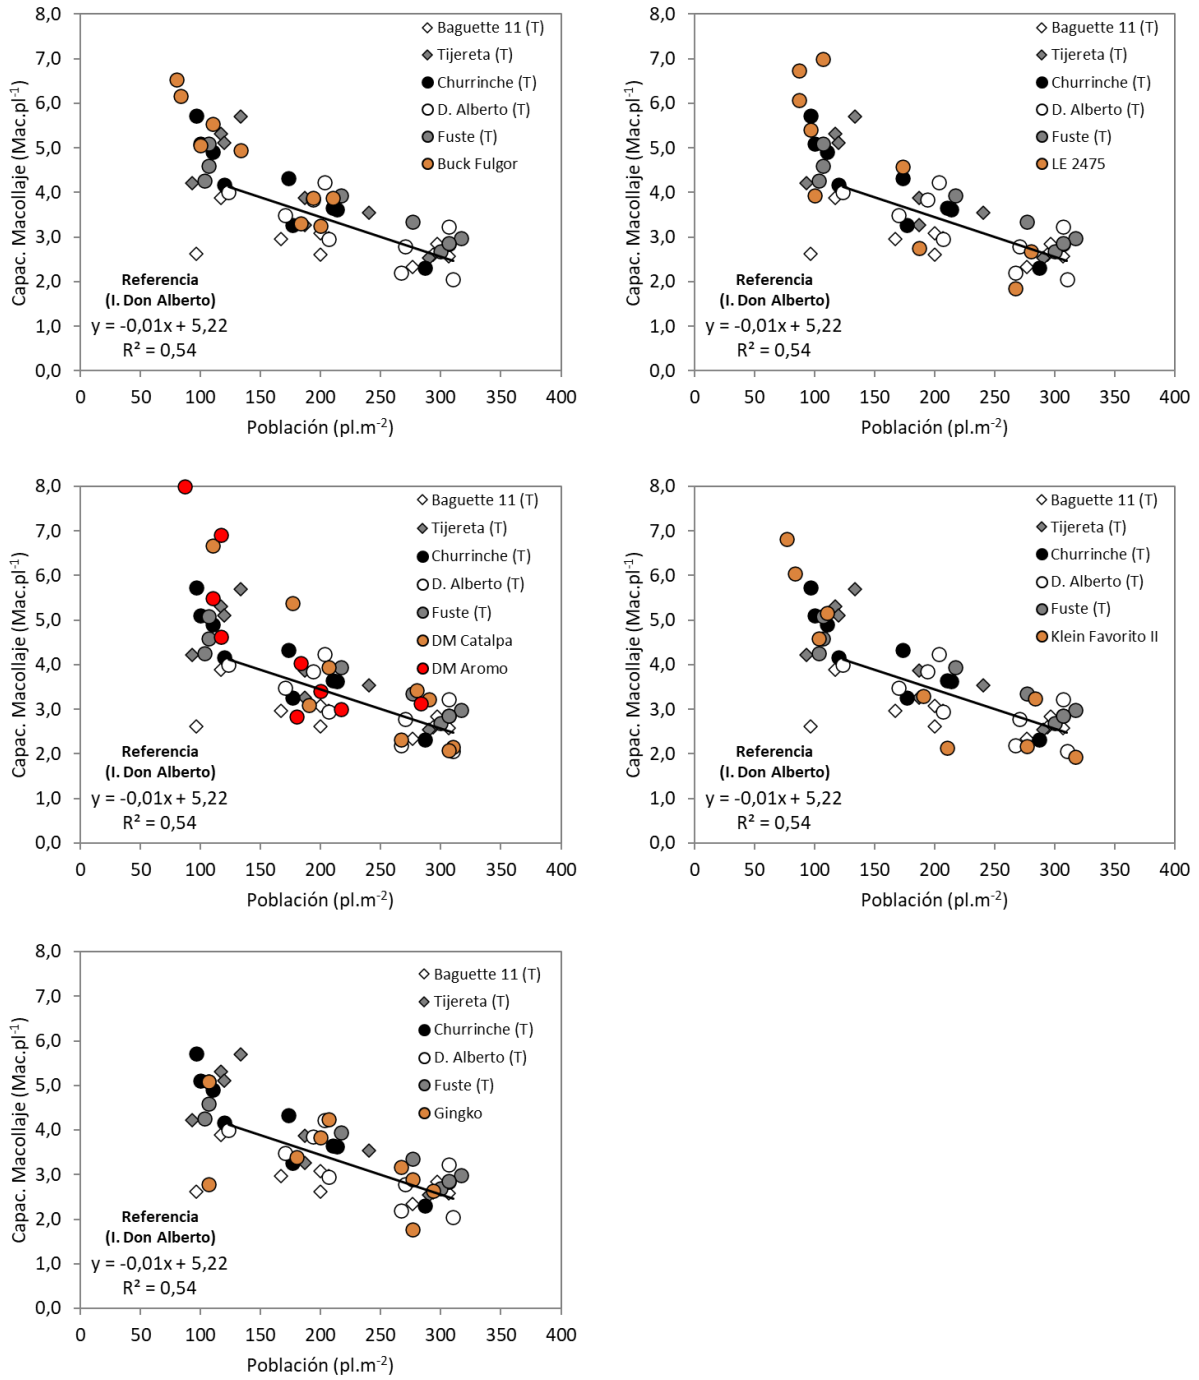 8,0
7,0
6,0
5,0
4,0
3,0
2,0
1,0
0,0
Capac. Macollaje (Mac.pl⁻¹)
Baguette 11 (T)
Tijereta (T)
Churrinche (T)
D. Alberto (T)
Fuste (T)
Buck Fulgor
Referencia
(I. Don Alberto)
y = -0,01x + 5,22
R² = 0,54
0 50 100 150 200 250 300 350 400
Población (pl.m⁻²)
8,0
7,0
6,0
5,0
4,0
3,0
2,0
1,0
0,0
Capac. Macollaje (Mac.pl⁻¹)
Baguette 11 (T)
Tijereta (T)
Churrinche (T)
D. Alberto (T)
Fuste (T)
LE 2475
Referencia
(I. Don Alberto)
y = -0,01x + 5,22
R² = 0,54
0 50 100 150 200 250 300 350 400
Población (pl.m⁻²)
8,0
7,0
6,0
5,0
4,0
3,0
2,0
1,0
0,0
Capac. Macollaje (Mac.pl⁻¹)
Baguette 11 (T)
Tijereta (T)
Churrinche (T)
D. Alberto (T)
Fuste (T)
DM Catalpa
DM Aromo
Referencia
(I. Don Alberto)
y = -0,01x + 5,22
R² = 0,54
0 50 100 150 200 250 300 350 400
Población (pl.m⁻²)
8,0
7,0
6,0
5,0
4,0
3,0
2,0
1,0
0,0
Capac. Macollaje (Mac.pl⁻¹)
Baguette 11 (T)
Tijereta (T)
Churrinche (T)
D. Alberto (T)
Fuste (T)
Klein Favorito II
Referencia
(I. Don Alberto)
y = -0,01x + 5,22
R² = 0,54
0 50 100 150 200 250 300 350 400
Población (pl.m⁻²)
8,0
7,0
6,0
5,0
4,0
3,0
2,0
1,0
0,0
Capac. Macollaje (Mac.pl⁻¹)
Baguette 11 (T)
Tijereta (T)
Churrinche (T)
D. Alberto (T)
Fuste (T)
Gingko
Referencia
(I. Don Alberto)
y = -0,01x + 5,22
R² = 0,54
0 50 100 150 200 250 300 350 400
Población (pl.m⁻²)